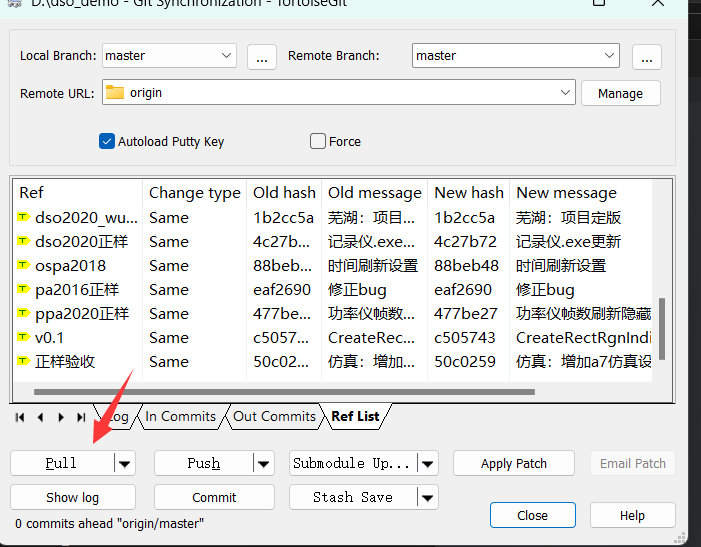 D:\dso_demo - Git Synchronization - TortoiseGit
Local Branch: master ... Remote Branch: master ...
Remote URL: origin Manage
Autoload Putty Key Force
Ref Change type Old hash Old message New hash New message
dso2020_wu... Same 1b2cc5a 芜湖：项目... 1b2cc5a 芜湖：项目定版
dso2020正样 Same 4c27b... 记录仪.exe... 4c27b72 记录仪.exe更新
ospa2018 Same 88beb... 时间刷新设置 88beb48 时间刷新设置
pa2016正样 Same eaf2690 修正bug eaf2690 修正bug
ppa2020正样 Same 477be... 功率仪帧数... 477be27 功率仪帧数刷新隐藏
v0.1 Same c5057... CreateRec... c505743 CreateRectRgnIndi
正样验收 Same 50c02... 仿真：增加... 50c0259 仿真：增加a7仿真设
Log In Commits Out Commits Ref List
Pull Push Submodule Up... Apply Patch Email Patch
Show log Commit Stash Save
Close Help
0 commits ahead "origin/master"